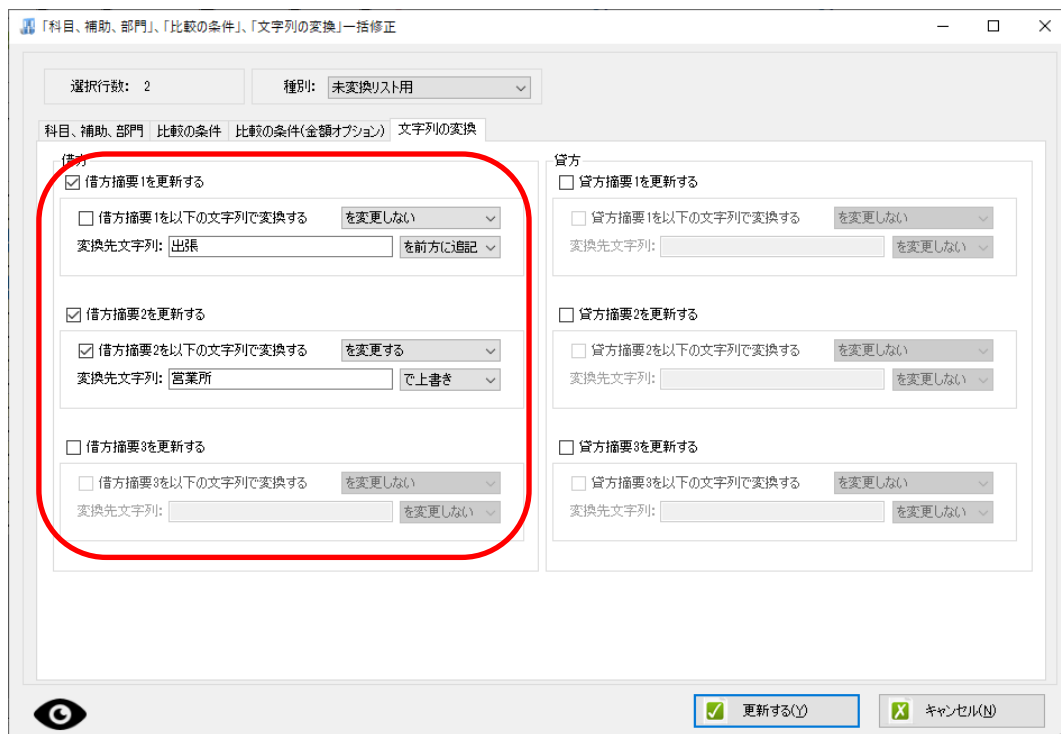 「科目、補助、部門」、「比較の条件」、「文字列の変換」一括修正
選択行数: 2
種別: 未変換リスト用
科目、補助、部門 比較の条件 比較の条件(金額オプション) 文字列の変換
借方
借方摘要1を更新する
借方摘要1を以下の文字列で変換する を変更しない
変換先文字列: 出張 を前方に追記
借方摘要2を更新する
借方摘要2を以下の文字列で変換する を変更する
変換先文字列: 営業所 で上書き
借方摘要3を更新する
借方摘要3を以下の文字列で変換する を変更しない
変換先文字列: を変更しない
貸方
貸方摘要1を更新する
貸方摘要1を以下の文字列で変換する を変更しない
変換先文字列: を変更しない
貸方摘要2を更新する
貸方摘要2を以下の文字列で変換する を変更しない
変換先文字列: を変更しない
貸方摘要3を更新する
貸方摘要3を以下の文字列で変換する を変更しない
変換先文字列: を変更しない
更新する(Y)
キャンセル(N)